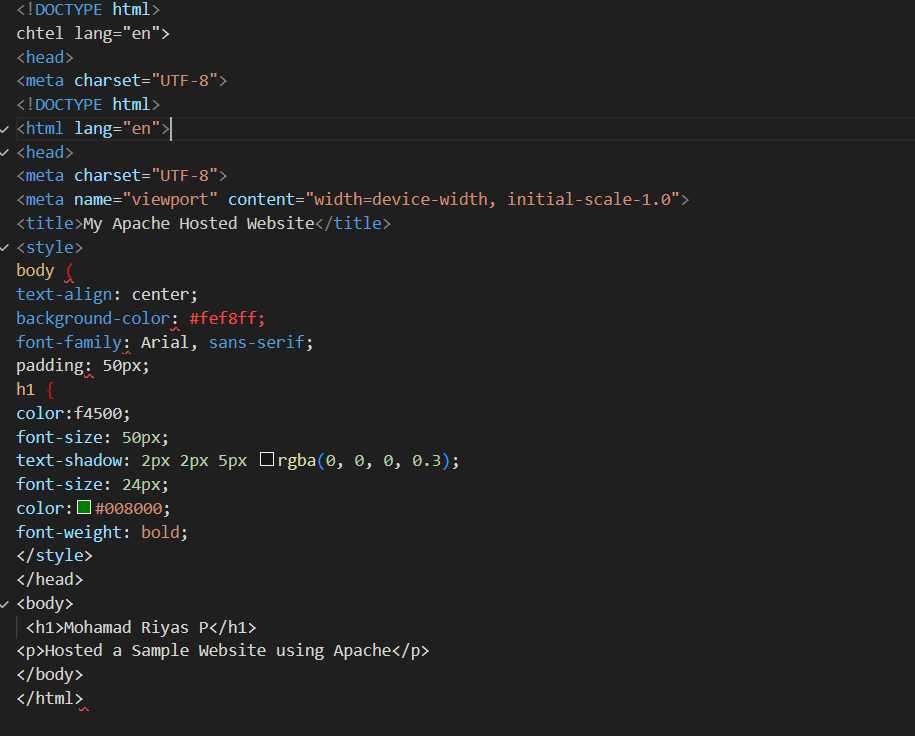 <!DOCTYPE html>
chtel lang="en">
<head>
<meta charset="UTF-8">
<!DOCTYPE html>
<html lang="en">
<head>
<meta charset="UTF-8">
<meta name="viewport" content="width=device-width, initial-scale=1.0">
<title>My Apache Hosted Website</title>
<style>
body (
text-align: center;
background-color: #fef8ff;
font-family: Arial, sans-serif;
padding: 50px;
h1 {
color:f4500;
font-size: 50px;
text-shadow: 2px 2px 5px rgba(0, 0, 0, 0.3);
font-size: 24px;
color:#008000;
font-weight: bold;
</style>
</head>
<body>
<h1>Mohamad Riyas P</h1>
<p>Hosted a Sample Website using Apache</p>
</body>
</html>